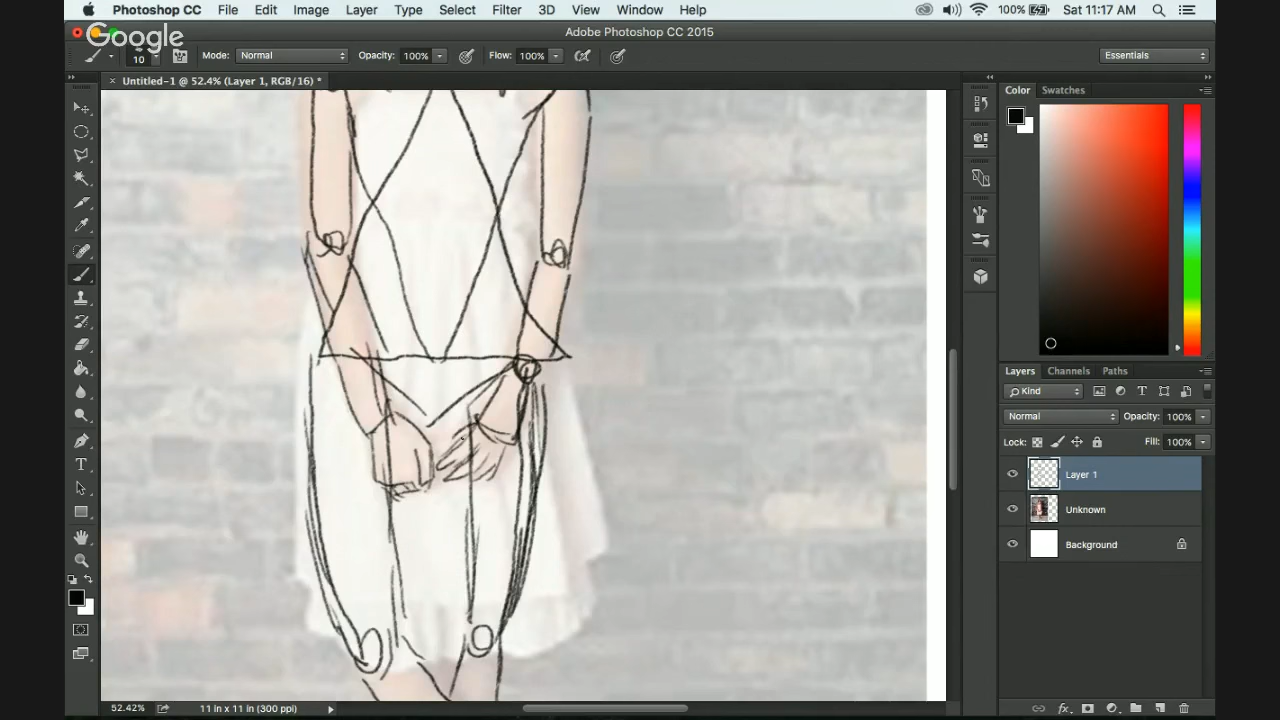 Photoshop CC File Edit Image Layer Type Select Filter 3D View Window Help 100% Sat 11:17 AM
Google
Adobe Photoshop CC 2015
10 Mode: Normal Opacity: 100% Flow: 100% Essentials
× Untitled-1 @ 52.4% (Layer 1, RGB/16) *
Color Swatches
Layers Channels Paths
Kind
Normal Opacity: 100%
Lock: Fill: 100%
Layer 1
Unknown
Background
52.42% 11 in x 11 in (300 ppi)